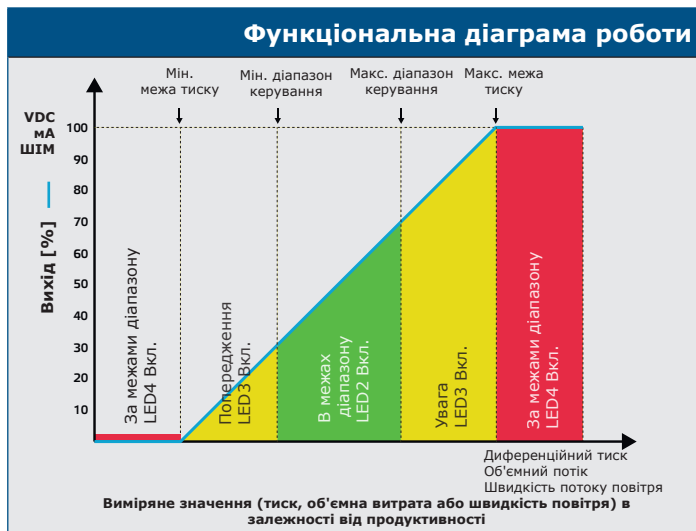 Функціональна діаграма роботи
Мін.
межа тиску
Мін. діапазон
керування
Макс. діапазон
керування
Макс. межа
тиску
VDC
мА
ШІМ
Вихід [%]
100
90
80
70
60
50
40
30
20
10
За межами діапазону
LED4 Вкл.
Попередження
LED3 Вкл.
В межах
діапазону
LED2 Вкл.
Увага
LED3 Вкл.
За межами діапазону
LED4 Вкл.
Диференційний тиск
Об'ємний потік
Швидкість потоку повітря
Виміряне значення (тиск, об'ємна витрата або швидкість повітря) в
залежності від продуктивності